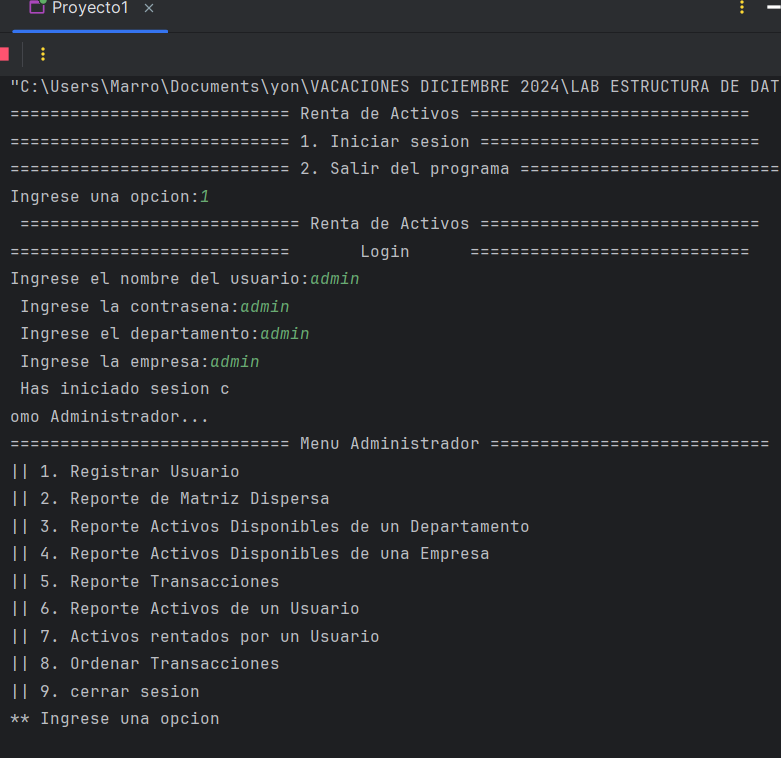 Proyecto1
"C:\Users\Marro\Documents\yon\VACACIONES DICIEMBRE 2024\LAB ESTRUCTURA DE DAT
============================ Renta de Activos ============================
============================ 1. Iniciar sesion ============================
============================ 2. Salir del programa ==========================
Ingrese una opcion:1
 ============================ Renta de Activos ============================
============================       Login      ============================
Ingrese el nombre del usuario:admin
 Ingrese la contrasena:admin
 Ingrese el departamento:admin
 Ingrese la empresa:admin
 Has iniciado sesion c
omo Administrador...
============================ Menu Administrador ============================
|| 1. Registrar Usuario
|| 2. Reporte de Matriz Dispersa
|| 3. Reporte Activos Disponibles de un Departamento
|| 4. Reporte Activos Disponibles de una Empresa
|| 5. Reporte Transacciones
|| 6. Reporte Activos de un Usuario
|| 7. Activos rentados por un Usuario
|| 8. Ordenar Transacciones
|| 9. cerrar sesion
** Ingrese una opcion